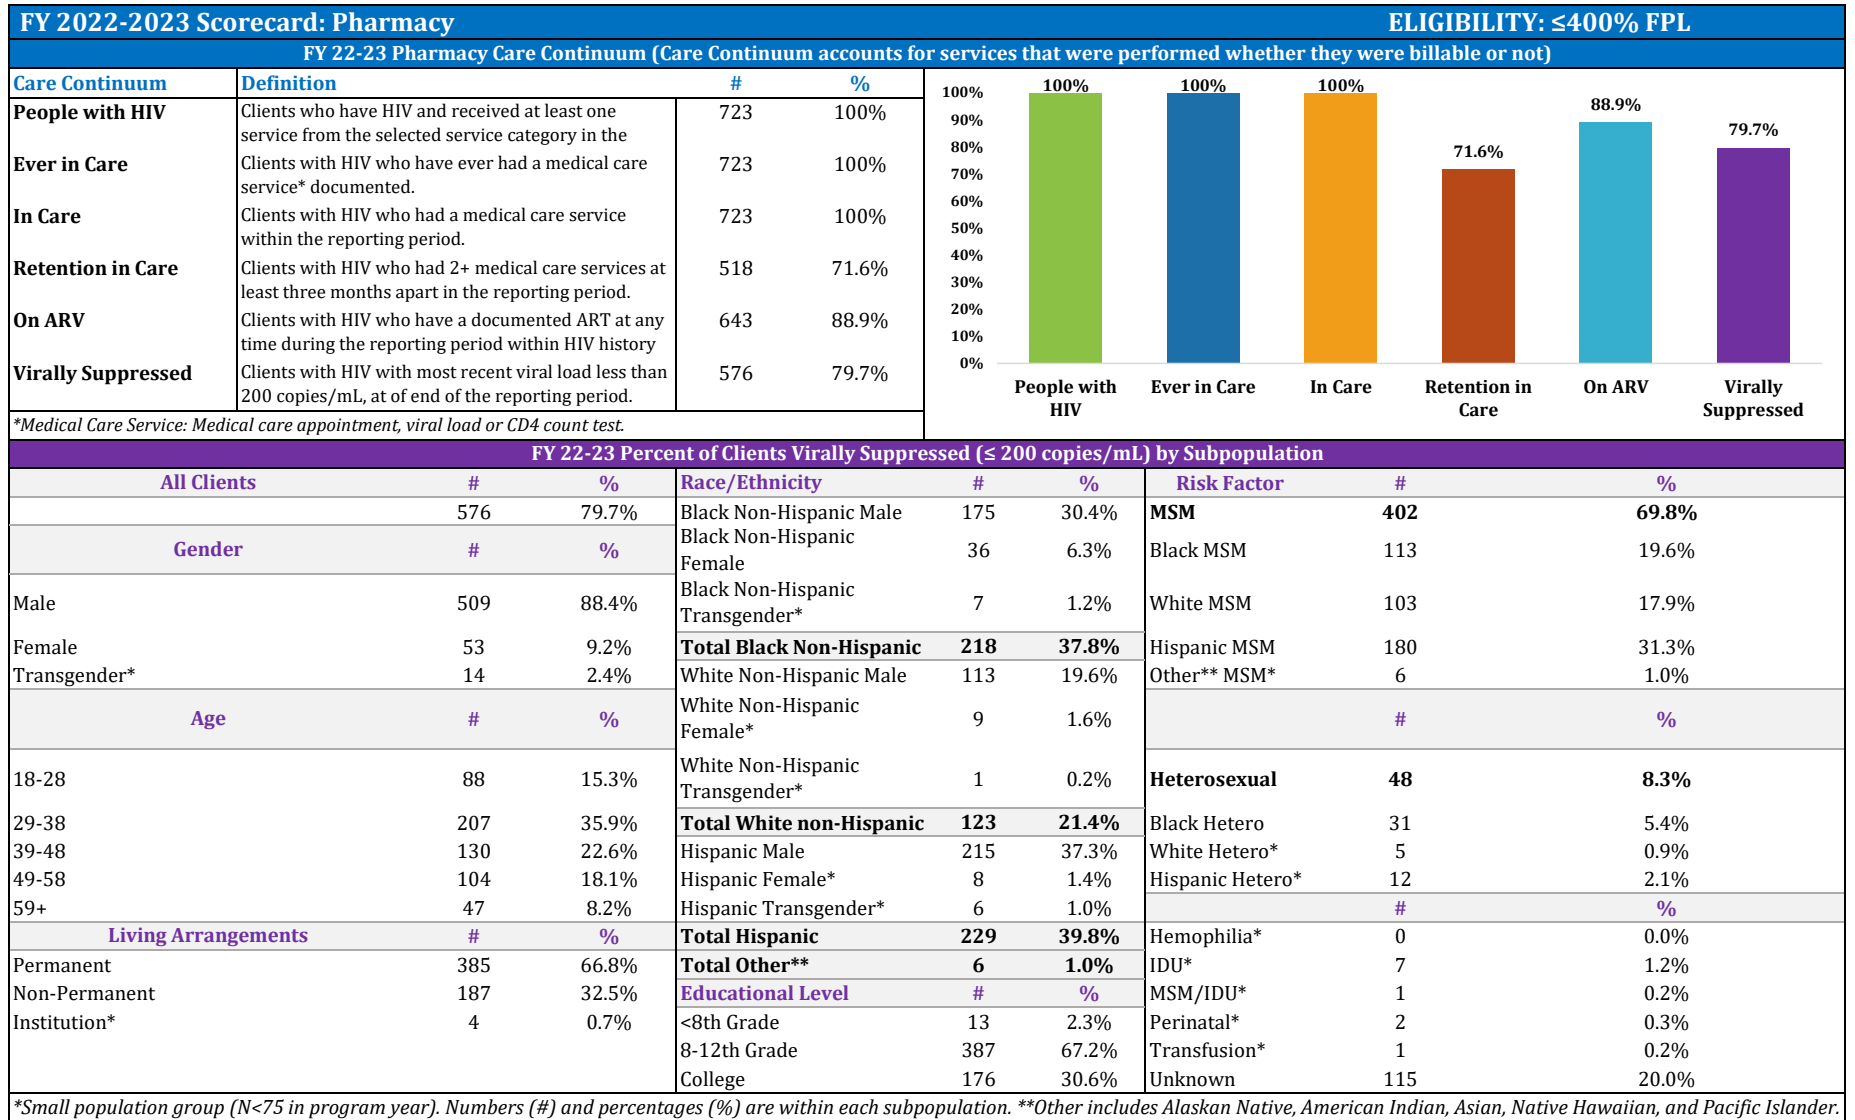 FY 2022-2023 Scorecard: Pharmacy ELIGIBILITY: ≤400% FPL
FY 22-23 Pharmacy Care Continuum (Care Continuum accounts for services that were performed whether they were billable or not)
Care Continuum Definition # %
People with HIV Clients who have HIV and received at least one 723 100%
service from the selected service category in the
Ever in Care Clients with HIV who have ever had a medical care 723 100%
service* documented.
In Care Clients with HIV who had a medical care service 723 100%
within the reporting period.
Retention in Care Clients with HIV who had 2+ medical care services at 518 71.6%
least three months apart in the reporting period.
On ARV Clients with HIV who have a documented ART at any 643 88.9%
time during the reporting period within HIV history
Virally Suppressed Clients with HIV with most recent viral load less than 576 79.7%
200 copies/mL, at of end of the reporting period.
*Medical Care Service: Medical care appointment, viral load or CD4 count test.
100%
90%
80%
70%
60%
50%
40%
30%
20%
10%
0%
100% 100% 100% 71.6% 88.9% 79.7%
People with Ever in Care In Care Retention in On ARV Virally
HIV Care Suppressed
FY 22-23 Percent of Clients Virally Suppressed (≤ 200 copies/mL) by Subpopulation
All Clients # %
576 79.7%
Gender # %
Male 509 88.4%
Female 53 9.2%
Transgender* 14 2.4%
Age # %
18-28 88 15.3%
29-38 207 35.9%
39-48 130 22.6%
49-58 104 18.1%
59+ 47 8.2%
Living Arrangements # %
Permanent 385 66.8%
Non-Permanent 187 32.5%
Institution* 4 0.7%
Race/Ethnicity # %
Black Non-Hispanic Male 175 30.4%
Black Non-Hispanic
Female 36 6.3%
Black Non-Hispanic
Transgender* 7 1.2%
Total Black Non-Hispanic 218 37.8%
White Non-Hispanic Male 113 19.6%
White Non-Hispanic
Female* 9 1.6%
White Non-Hispanic
Transgender* 1 0.2%
Total White non-Hispanic 123 21.4%
Hispanic Male 215 37.3%
Hispanic Female* 8 1.4%
Hispanic Transgender* 6 1.0%
Total Hispanic 229 39.8%
Total Other** 6 1.0%
Educational Level # %
<8th Grade 13 2.3%
8-12th Grade 387 67.2%
College 176 30.6%
Risk Factor # %
MSM 402 69.8%
Black MSM 113 19.6%
White MSM 103 17.9%
Hispanic MSM 180 31.3%
Other** MSM* 6 1.0%
# %
Heterosexual 48 8.3%
Black Hetero 31 5.4%
White Hetero* 5 0.9%
Hispanic Hetero* 12 2.1%
# %
Hemophilia* 0 0.0%
IDU* 7 1.2%
MSM/IDU* 1 0.2%
Perinatal* 2 0.3%
Transfusion* 1 0.2%
Unknown 115 20.0%
*Small population group (N<75 in program year). Numbers (#) and percentages (%) are within each subpopulation. **Other includes Alaskan Native, American Indian, Asian, Native Hawaiian, and Pacific Islander.